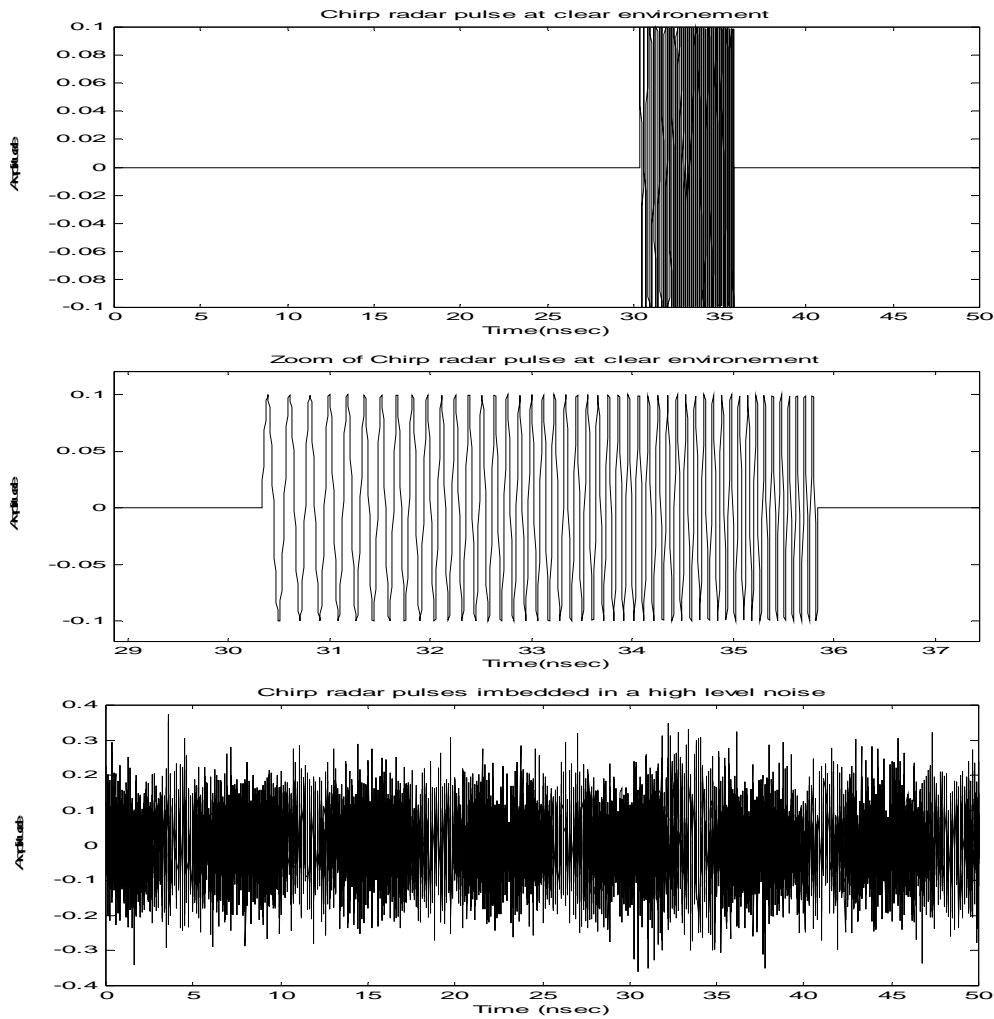 Chirp radar pulse at clear environement
0.1
0.08
0.06
0.04
0.02
0
-0.02
-0.04
-0.06
-0.08
-0.1
0 5 10 15 20 25 30 35 40 45 50
Time(nsec)
Zoom of Chirp radar pulse at clear environement
0.1
0.05
0
-0.05
-0.1
29 30 31 32 33 34 35 36 37
Time(nsec)
Chirp radar pulses imbedded in a high level noise
0.4
0.3
0.2
0.1
0
-0.1
-0.2
-0.3
-0.4
0 5 10 15 20 25 30 35 40 45 50
Time (nsec)